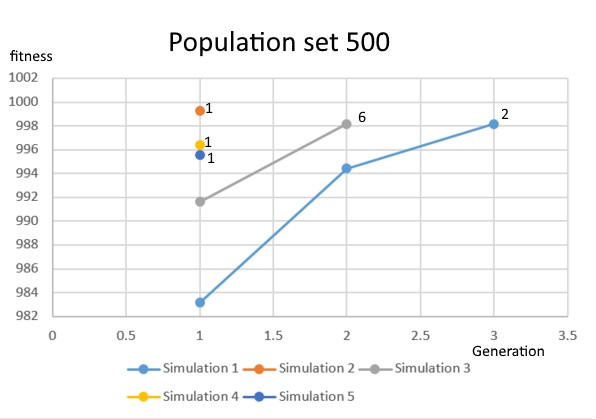 Population set 500
fitness
1002
1000
998
996
994
992
990
988
986
984
982
1
1
1
6
2
0 0.5 1 1.5 2 2.5 3 3.5
Generation
Simulation 1 Simulation 2 Simulation 3
Simulation 4 Simulation 5